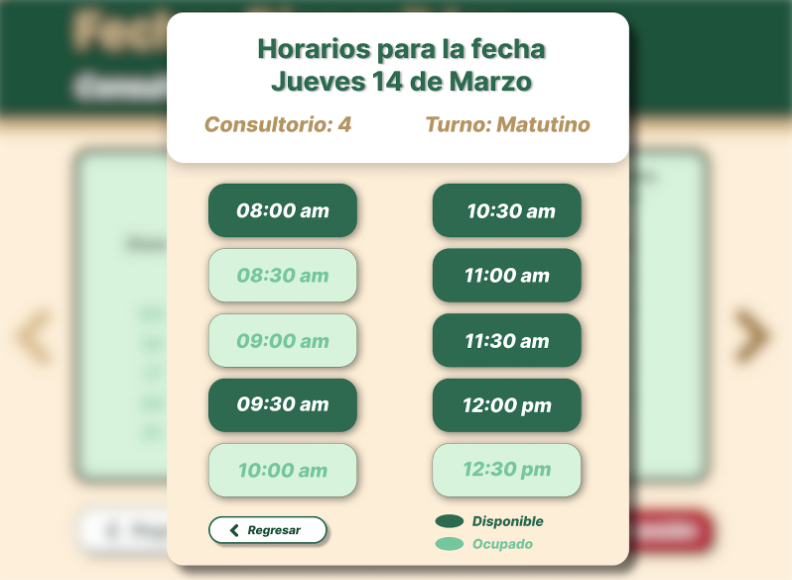 Horarios para la fecha
Jueves 14 de Marzo
Consultorio: 4 Turno: Matutino
08:00 am 10:30 am
08:30 am 11:00 am
09:00 am 11:30 am
09:30 am 12:00 pm
10:00 am 12:30 pm
Regresar
Disponible
Ocupado